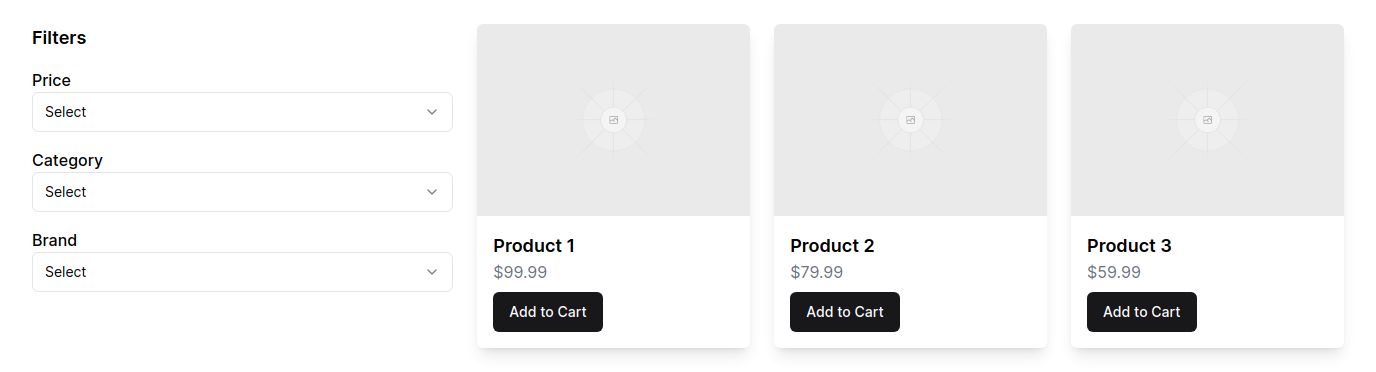 Filters
Price
Select
Category
Select
Brand
Select
Product 1
$99.99
Add to Cart
Product 2
$79.99
Add to Cart
Product 3
$59.99
Add to Cart